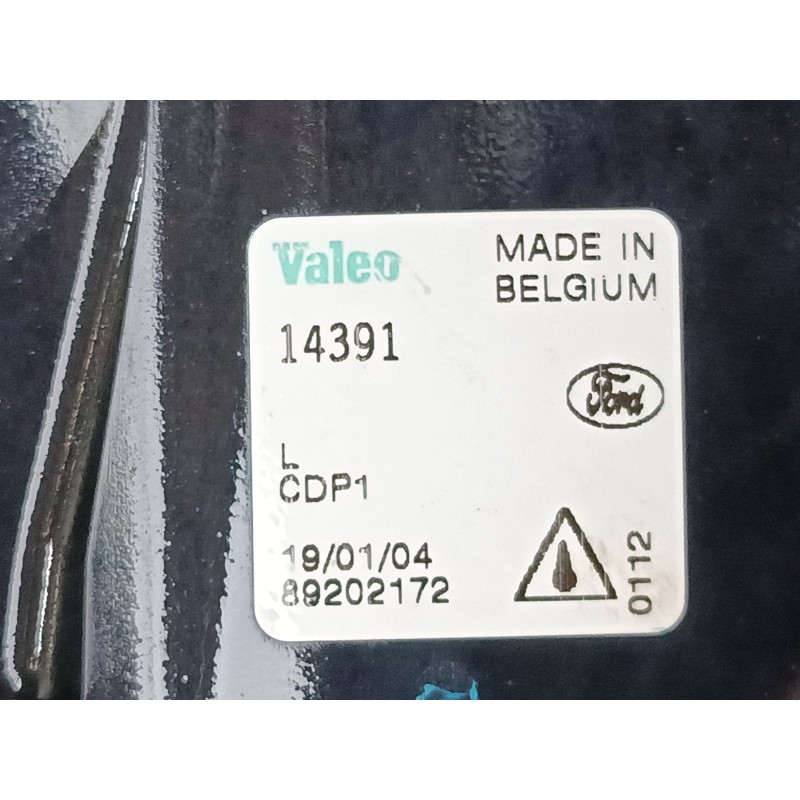 Valeo
MADE IN
BELGIUM
14391
Ford
L
CDP1
19/01/04
89202172
0112